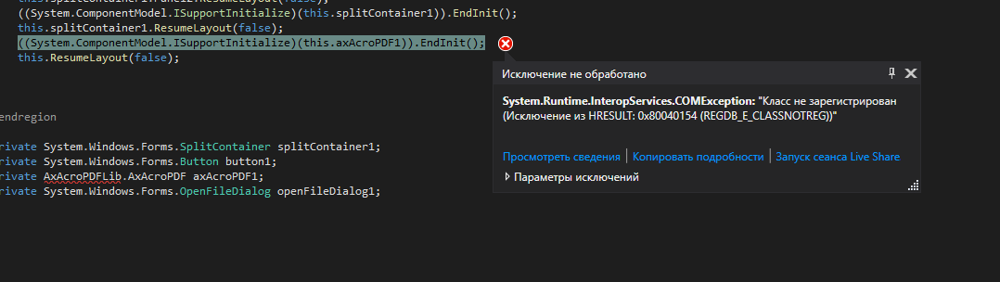 ((System.ComponentModel.ISupportInitialize)(this.splitContainer1)).EndInit();
this.splitContainer1.ResumeLayout(false);
((System.ComponentModel.ISupportInitialize)(this.axAcroPDF1)).EndInit();
this.ResumeLayout(false);
endregion
rivate System.Windows.Forms.SplitContainer splitContainer1;
rivate System.Windows.Forms.Button button1;
rivate AxAcroPDFLib.AxAcroPDF axAcroPDF1;
rivate System.Windows.Forms.OpenFileDialog openFileDialog1;
Исключение не обработано
System.Runtime.InteropServices.COMException: "Класс не зарегистрирован
(Исключение из HRESULT: 0x80040154 (REGDB_E_CLASSNOTREG))"
Просмотреть сведения | Копировать подробности | Запуск сеанса Live Share
Параметры исключений